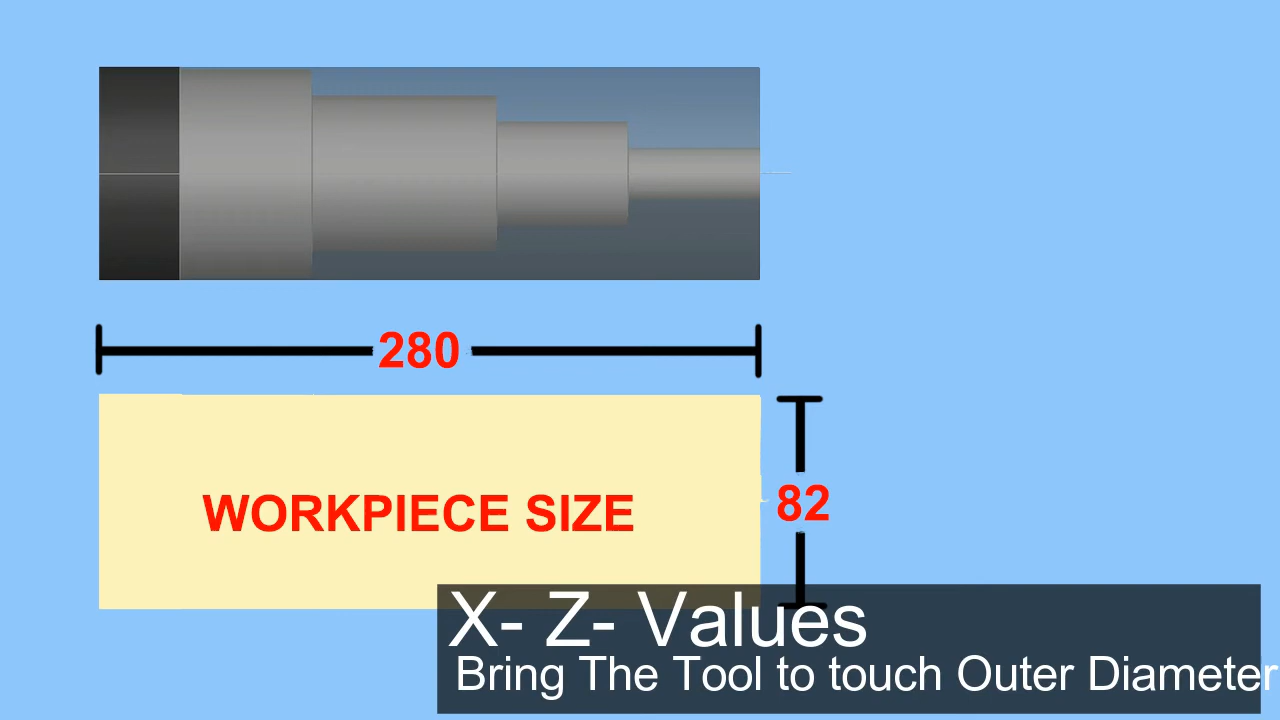 280
WORKPIECE SIZE
82
X- Z- Values
Bring The Tool to touch Outer Diameter